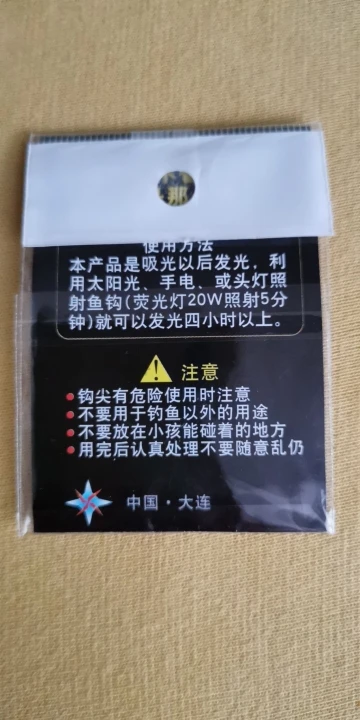 那
使用方法
本产品是吸光以后发光，利
用太阳光、手电、或头灯照
射鱼钩(荧光灯20W照射5分
钟)就可以发光四小时以上。
注意
钩尖有危险使用时注意
不要用于钓鱼以外的用途
不要放在小孩能碰着的地方
用完后认真处理不要随意乱仍
中国·大连